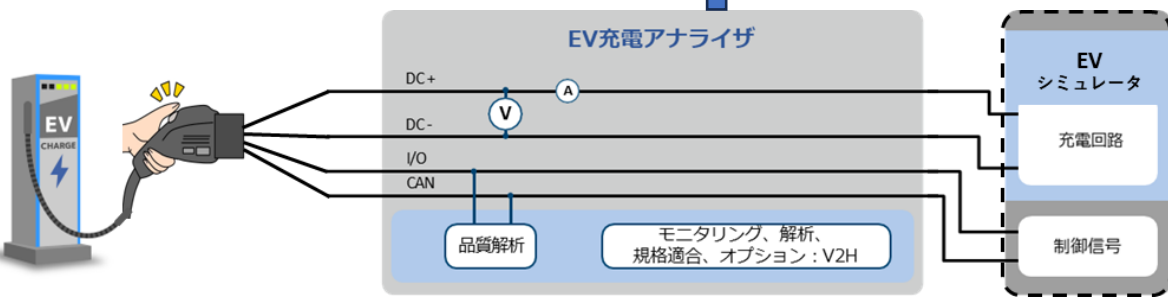 EV充電アナライザ
EV
CHARGE
DC+
A
V
DC-
I/O
CAN
品質解析
モニタリング、解析、
規格適合、オプション：V2H
EV
シミュレータ
充電回路
制御信号